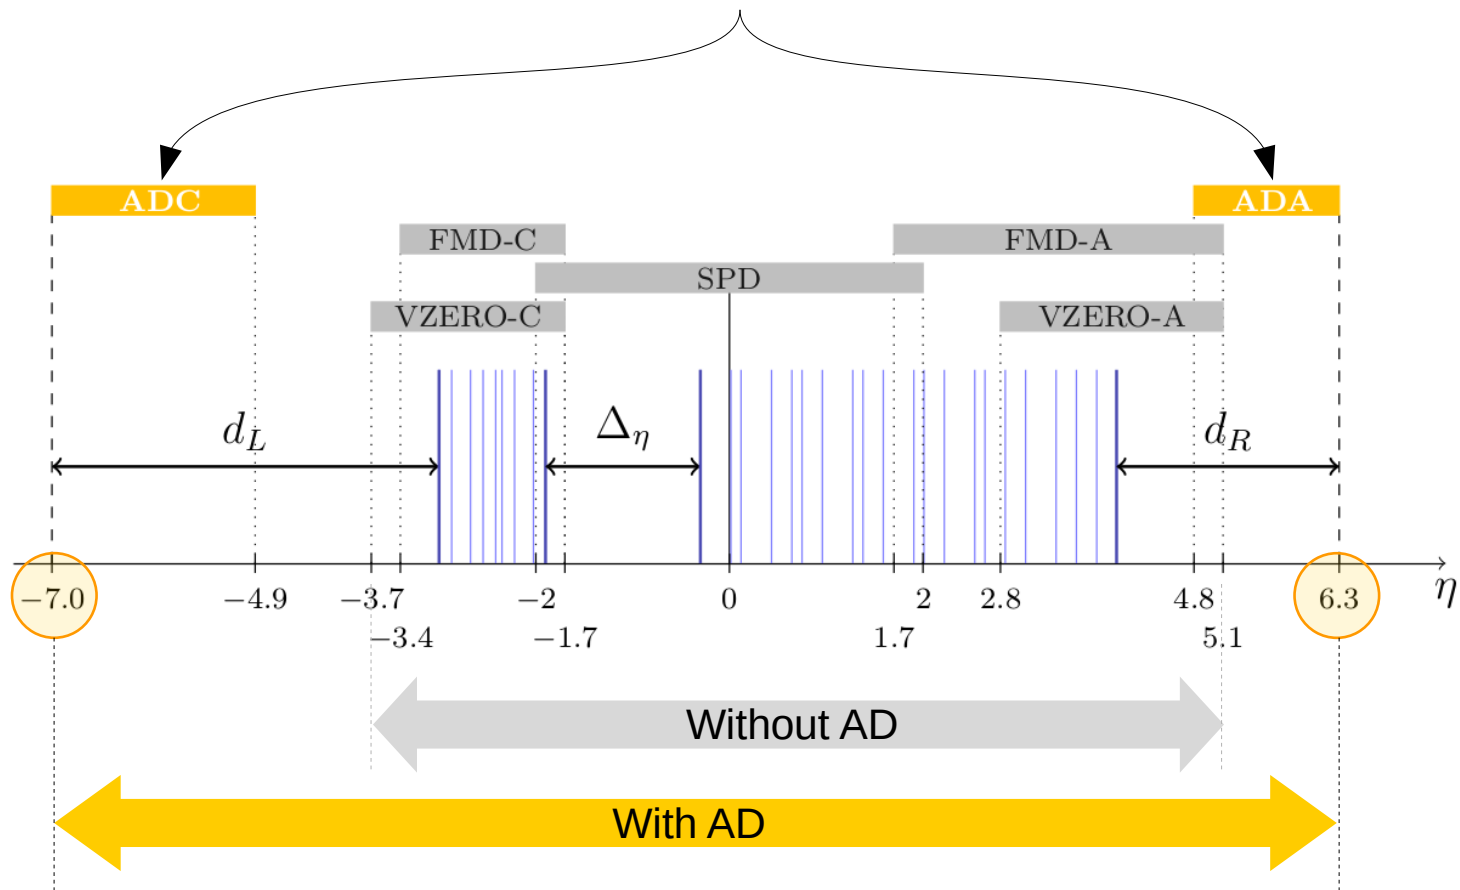 ADC
ADA
FMD-C
FMD-A
SPD
VZERO-C
VZERO-A
d_L
Δ_η
d_R
−7.0 −4.9 −3.7 −2 0 2 2.8 4.8 6.3 η
−3.4 −1.7 1.7 5.1
Without AD
With AD